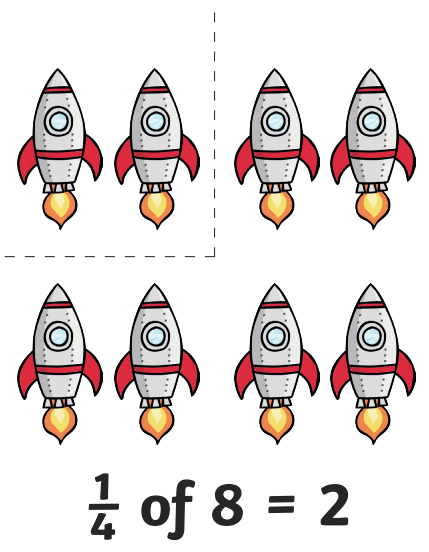 1/4 of 8 = 2